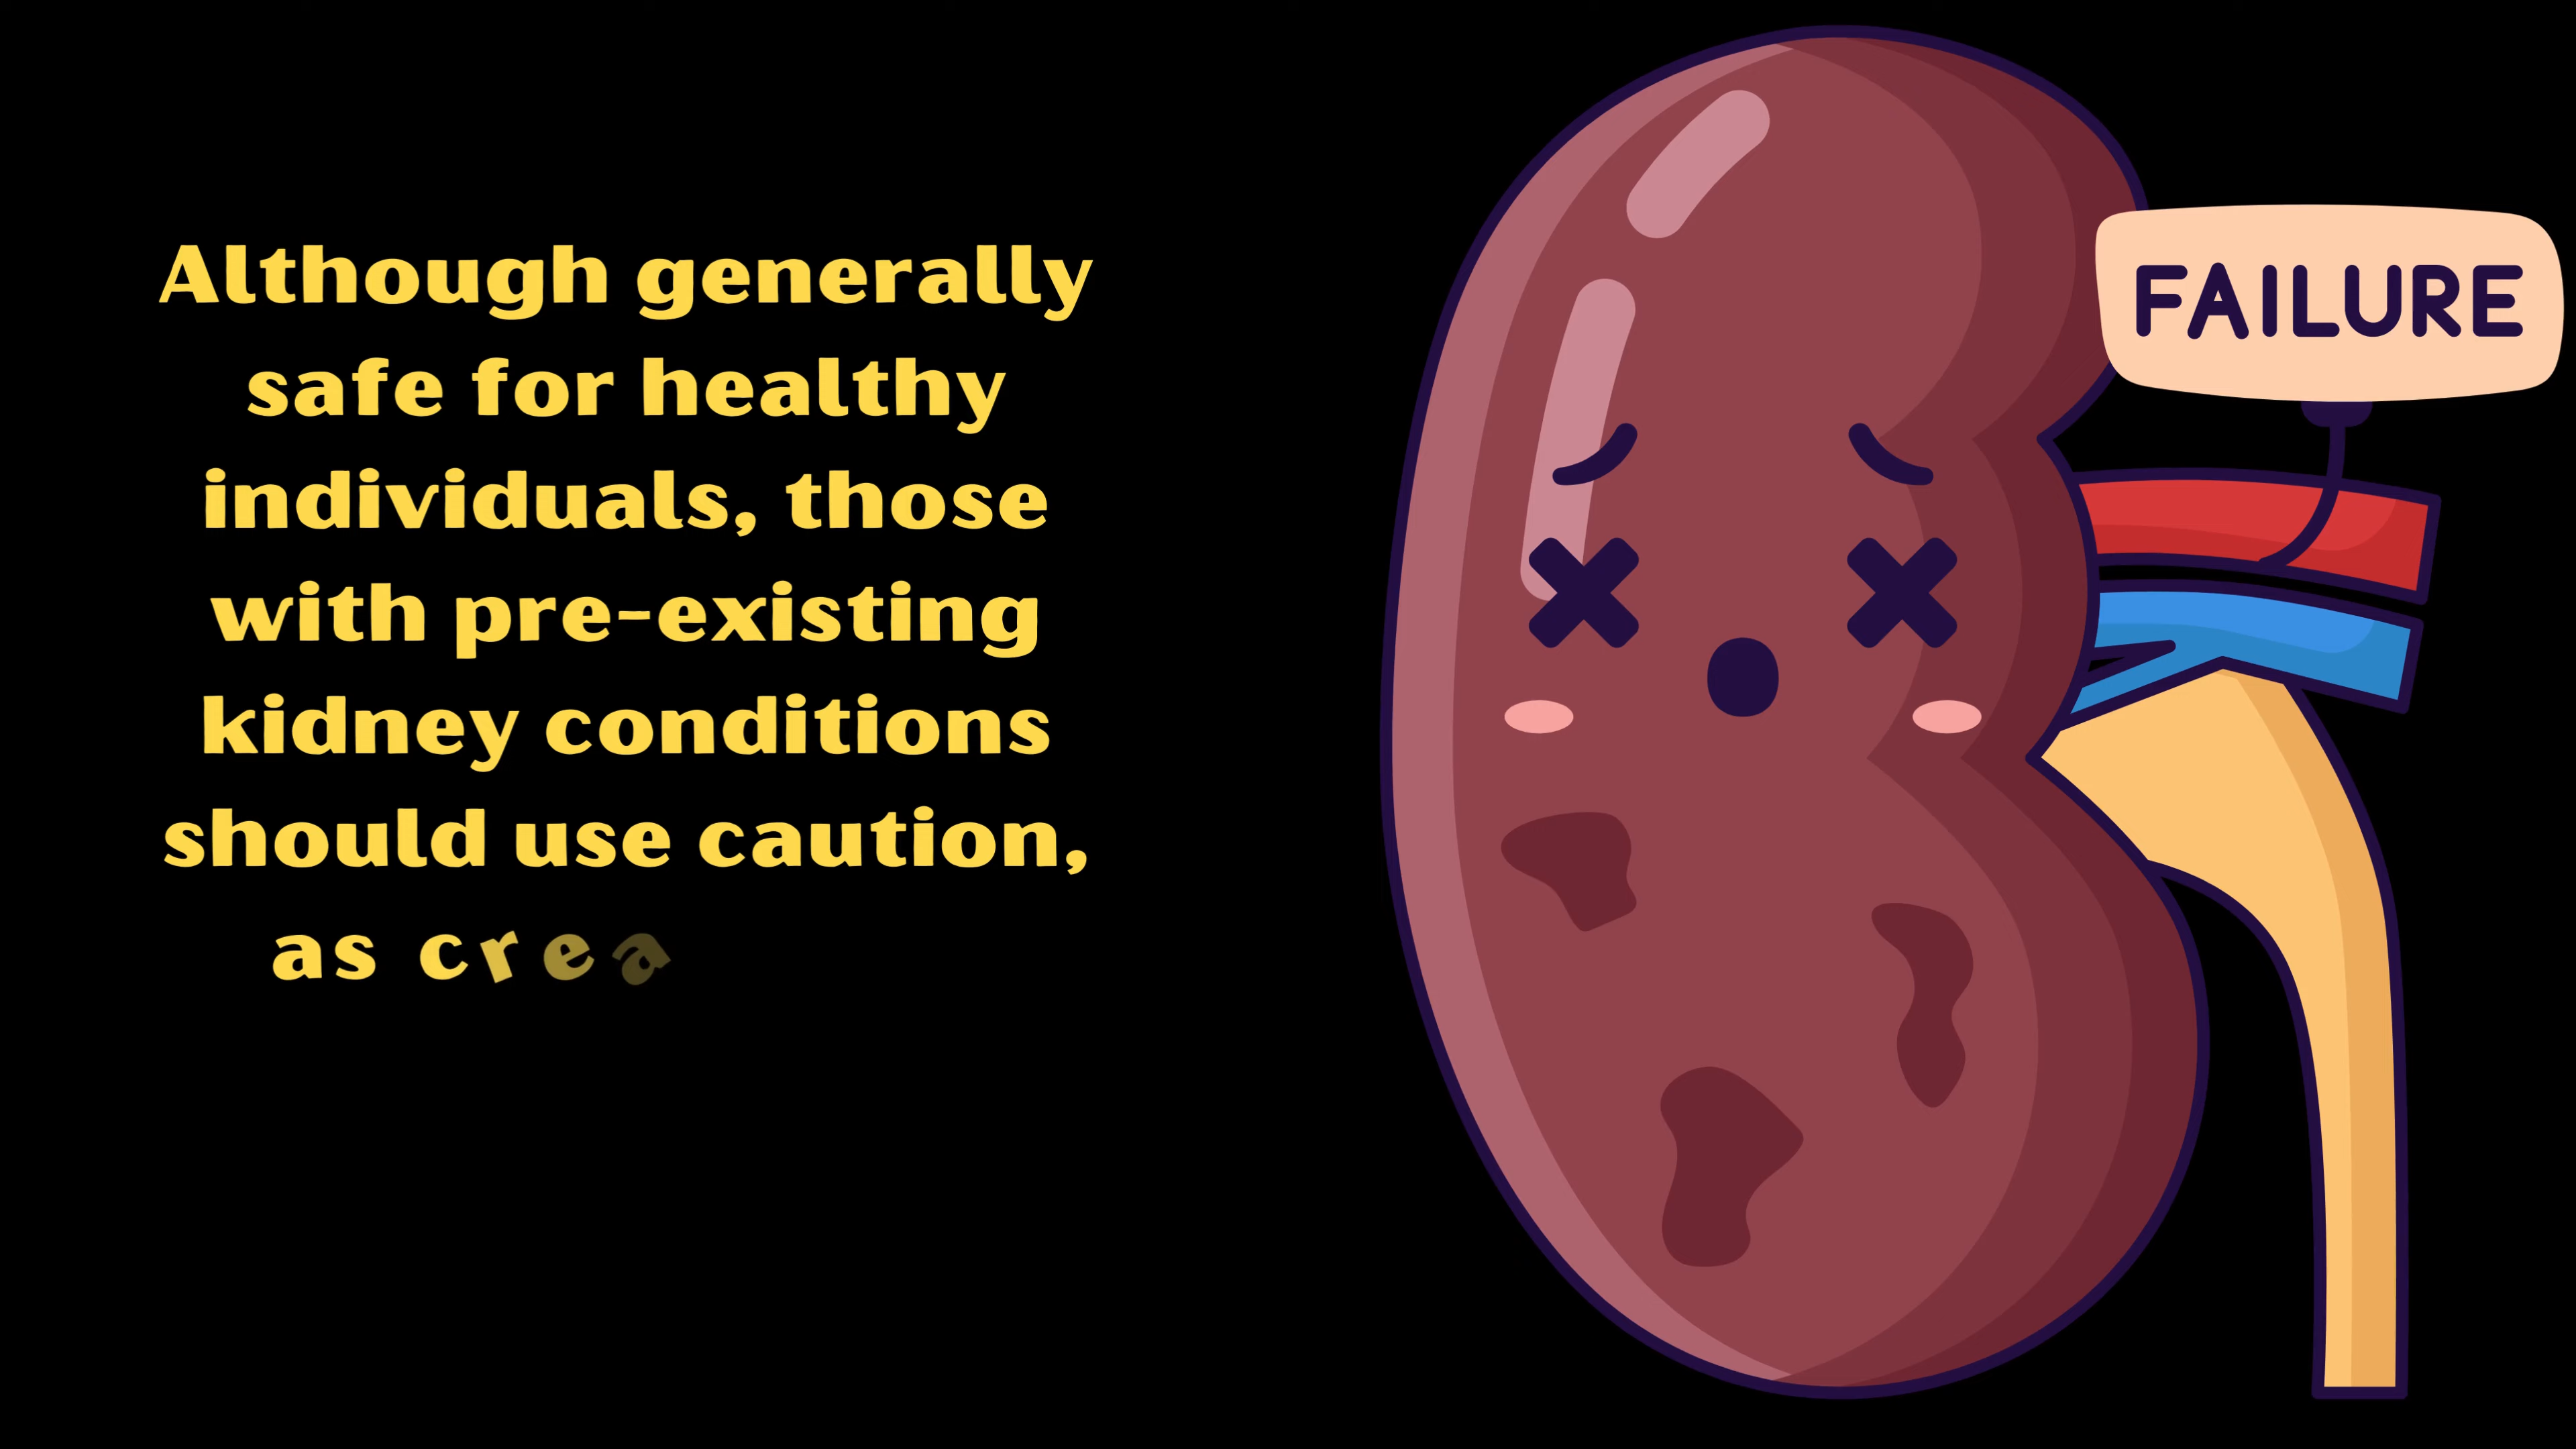 Although generally
safe for healthy
individuals, those
with pre-existing
kidney conditions
should use caution,
as crea
FAILURE